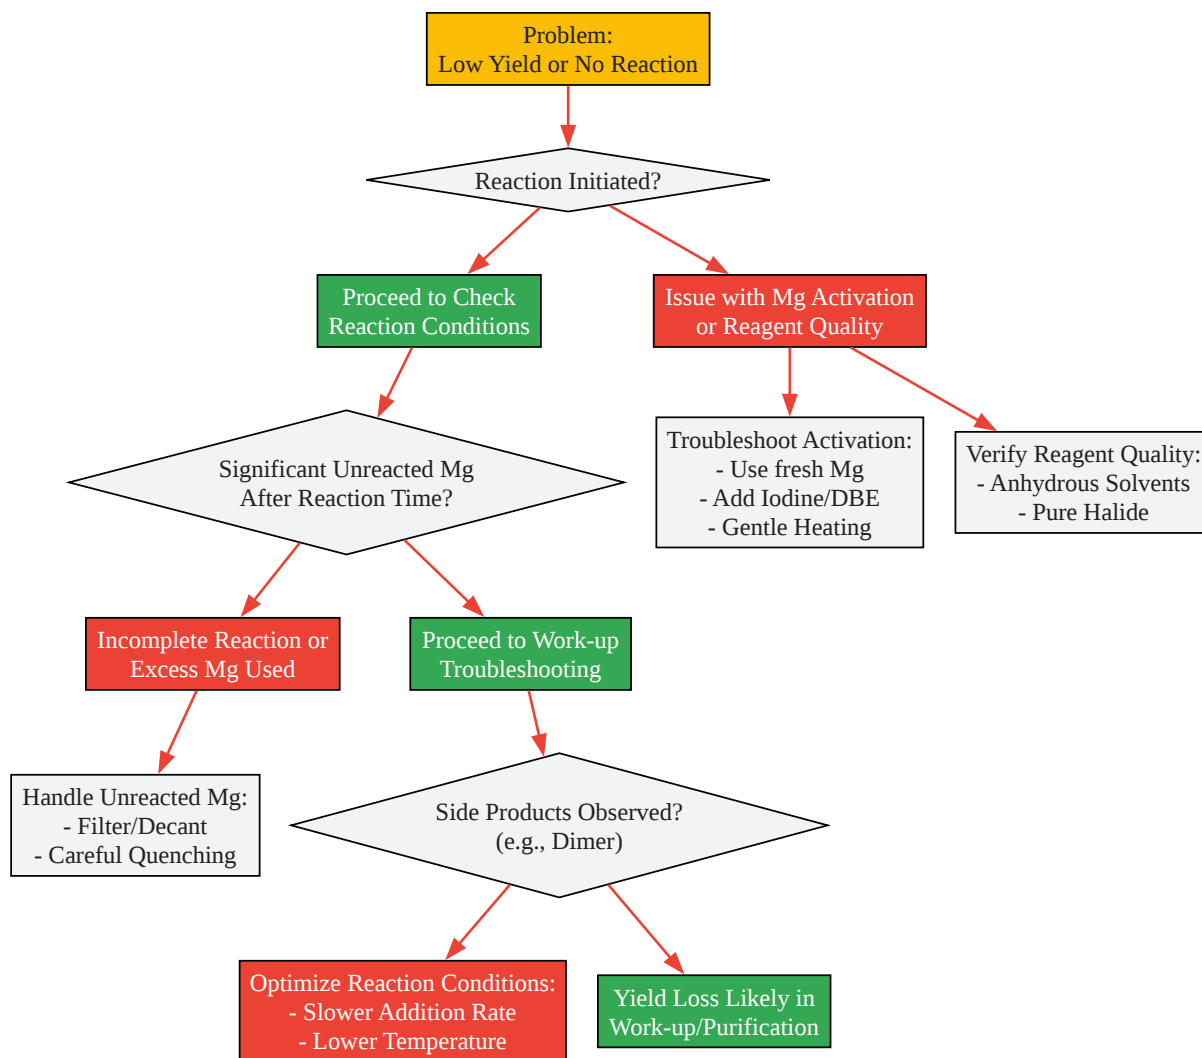 Problem:
Low Yield or No Reaction
Reaction Initiated?
Proceed to Check
Reaction Conditions
Issue with Mg Activation
or Reagent Quality
Significant Unreacted Mg
After Reaction Time?
Troubleshoot Activation:
- Use fresh Mg
- Add Iodine/DBE
- Gentle Heating
Verify Reagent Quality:
- Anhydrous Solvents
- Pure Halide
Incomplete Reaction or
Excess Mg Used
Proceed to Work-up
Troubleshooting
Handle Unreacted Mg:
- Filter/Decant
- Careful Quenching
Side Products Observed?
(e.g., Dimer)
Optimize Reaction Conditions:
- Slower Addition Rate
- Lower Temperature
Yield Loss Likely in
Work-up/Purification